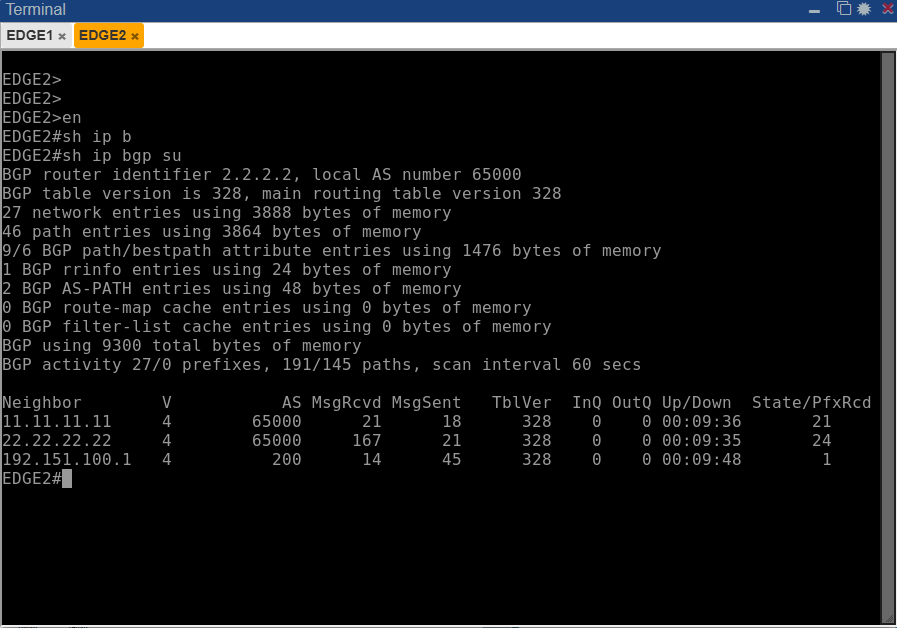 Terminal
EDGE1 × EDGE2 ×
EDGE2>
EDGE2>
EDGE2>en
EDGE2#sh ip b
EDGE2#sh ip bgp su
BGP router identifier 2.2.2.2, local AS number 65000
BGP table version is 328, main routing table version 328
27 network entries using 3888 bytes of memory
46 path entries using 3864 bytes of memory
9/6 BGP path/bestpath attribute entries using 1476 bytes of memory
1 BGP rrinfo entries using 24 bytes of memory
2 BGP AS-PATH entries using 48 bytes of memory
0 BGP route-map cache entries using 0 bytes of memory
0 BGP filter-list cache entries using 0 bytes of memory
BGP using 9300 total bytes of memory
BGP activity 27/0 prefixes, 191/145 paths, scan interval 60 secs
Neighbor        V           AS MsgRcvd MsgSent   TblVer  InQ OutQ Up/Down  State/PfxRcd
11.11.11.11     4        65000      21      18      328    0    0 00:09:36       21
22.22.22.22     4        65000     167      21      328    0    0 00:09:35       24
192.151.100.1   4          200      14      45      328    0    0 00:09:48        1
EDGE2#